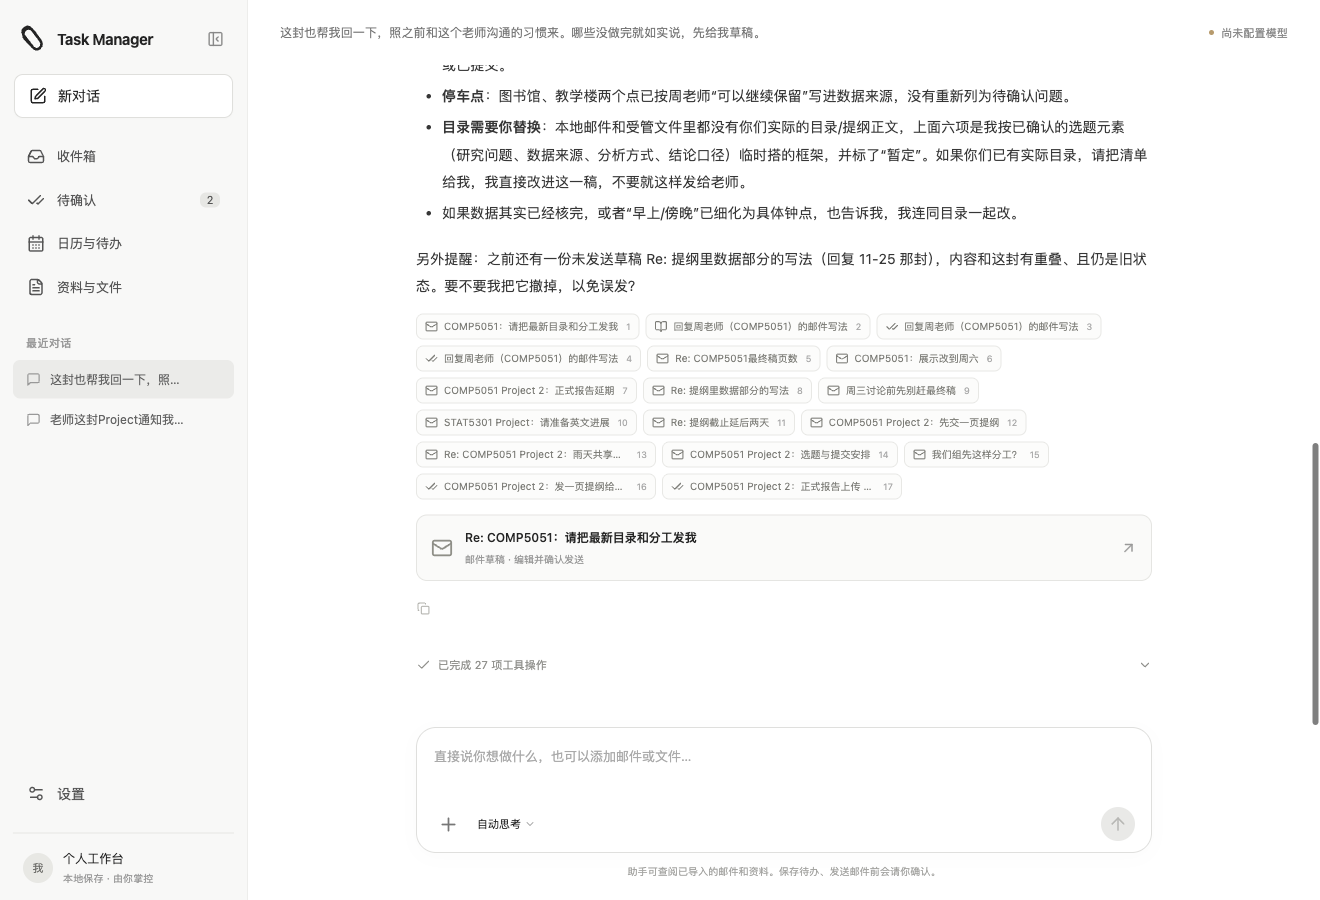 Task Manager
新对话
收件箱
待确认 2
日历与待办
资料与文件
最近对话
这封也帮我回一下，照...
老师这封Project通知我...
设置
我
个人工作台
本地保存 · 由你掌控
这封也帮我回一下，照之前和这个老师沟通的习惯来。哪些没做完就如实说，先给我草稿。
尚未配置模型
或已提交。
• 停车点：图书馆、教学楼两个点已按周老师“可以继续保留”写进数据来源，没有重新列为待确认问题。
• 目录需要你替换：本地邮件和受管文件里都没有你们实际的目录/提纲正文，上面六项是我按已确认的选题元素
（研究问题、数据来源、分析方式、结论口径）临时搭的框架，并标了“暂定”。如果你们已有实际目录，请把清单
给我，我直接改进这一稿，不要就这样发给老师。
• 如果数据其实已经核完，或者“早上/傍晚”已细化为具体钟点，也告诉我，我连同目录一起改。
另外提醒：之前还有一份未发送草稿 Re: 提纲里数据部分的写法（回复 11-25 那封），内容和这封有重叠、且仍是旧状
态。要不要我把它撤掉，以免误发?
COMP5051：请把最新目录和分工发我 1
回复周老师（COMP5051）的邮件写法 2
回复周老师（COMP5051）的邮件写法 3
回复周老师（COMP5051）的邮件写法 4
Re: COMP5051最终稿页数 5
COMP5051：展示改到周六 6
COMP5051 Project 2：正式报告延期 7
Re: 提纲里数据部分的写法 8
周三讨论前先别赶最终稿 9
STAT5301 Project：请准备英文进展 10
Re: 提纲截止延后两天 11
COMP5051 Project 2：先交一页提纲 12
Re: COMP5051 Project 2：雨天共享... 13
COMP5051 Project 2：选题与提交安排 14
我们组先这样分工? 15
COMP5051 Project 2：发一页提纲给... 16
COMP5051 Project 2：正式报告上传 ... 17
Re: COMP5051：请把最新目录和分工发我
邮件草稿 · 编辑并确认发送
已完成 27 项工具操作
直接说你想做什么，也可以添加邮件或文件...
自动思考
助手可查阅已导入的邮件和资料。保存待办、发送邮件前会请你确认。